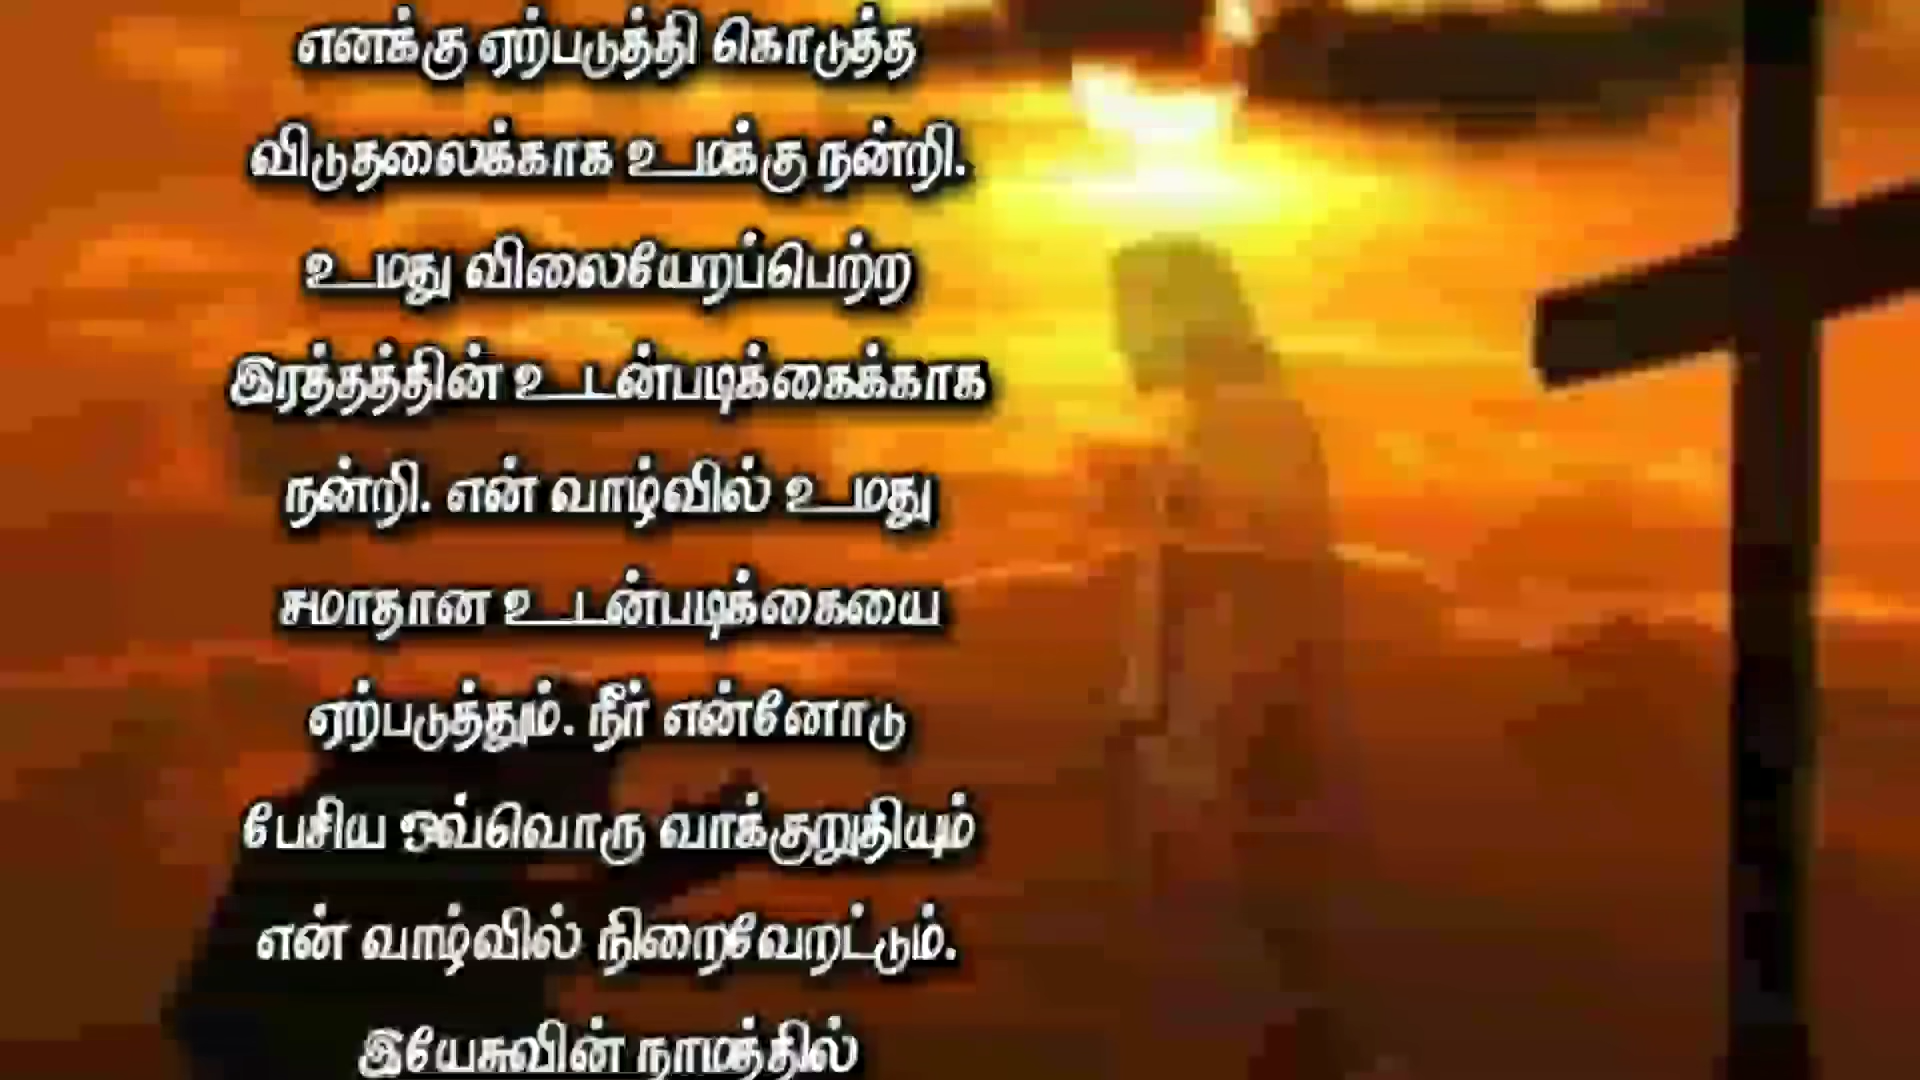 எனக்கு ஏற்படுத்தி கொடுத்த
விடுதலைக்காக உமக்கு நன்றி.
உமது விலையேறப்பெற்ற
இரத்தத்தின் உடன்படிக்கைக்காக
நன்றி. என் வாழ்வில் உமது
சமாதான உடன்படிக்கையை
ஏற்படுத்தும். நீர் என்னோடு
பேசிய ஒவ்வொரு வாக்குறுதியும்
என் வாழ்வில் நிறைவேறட்டும்.
இயேசுவின் நாமத்தில்